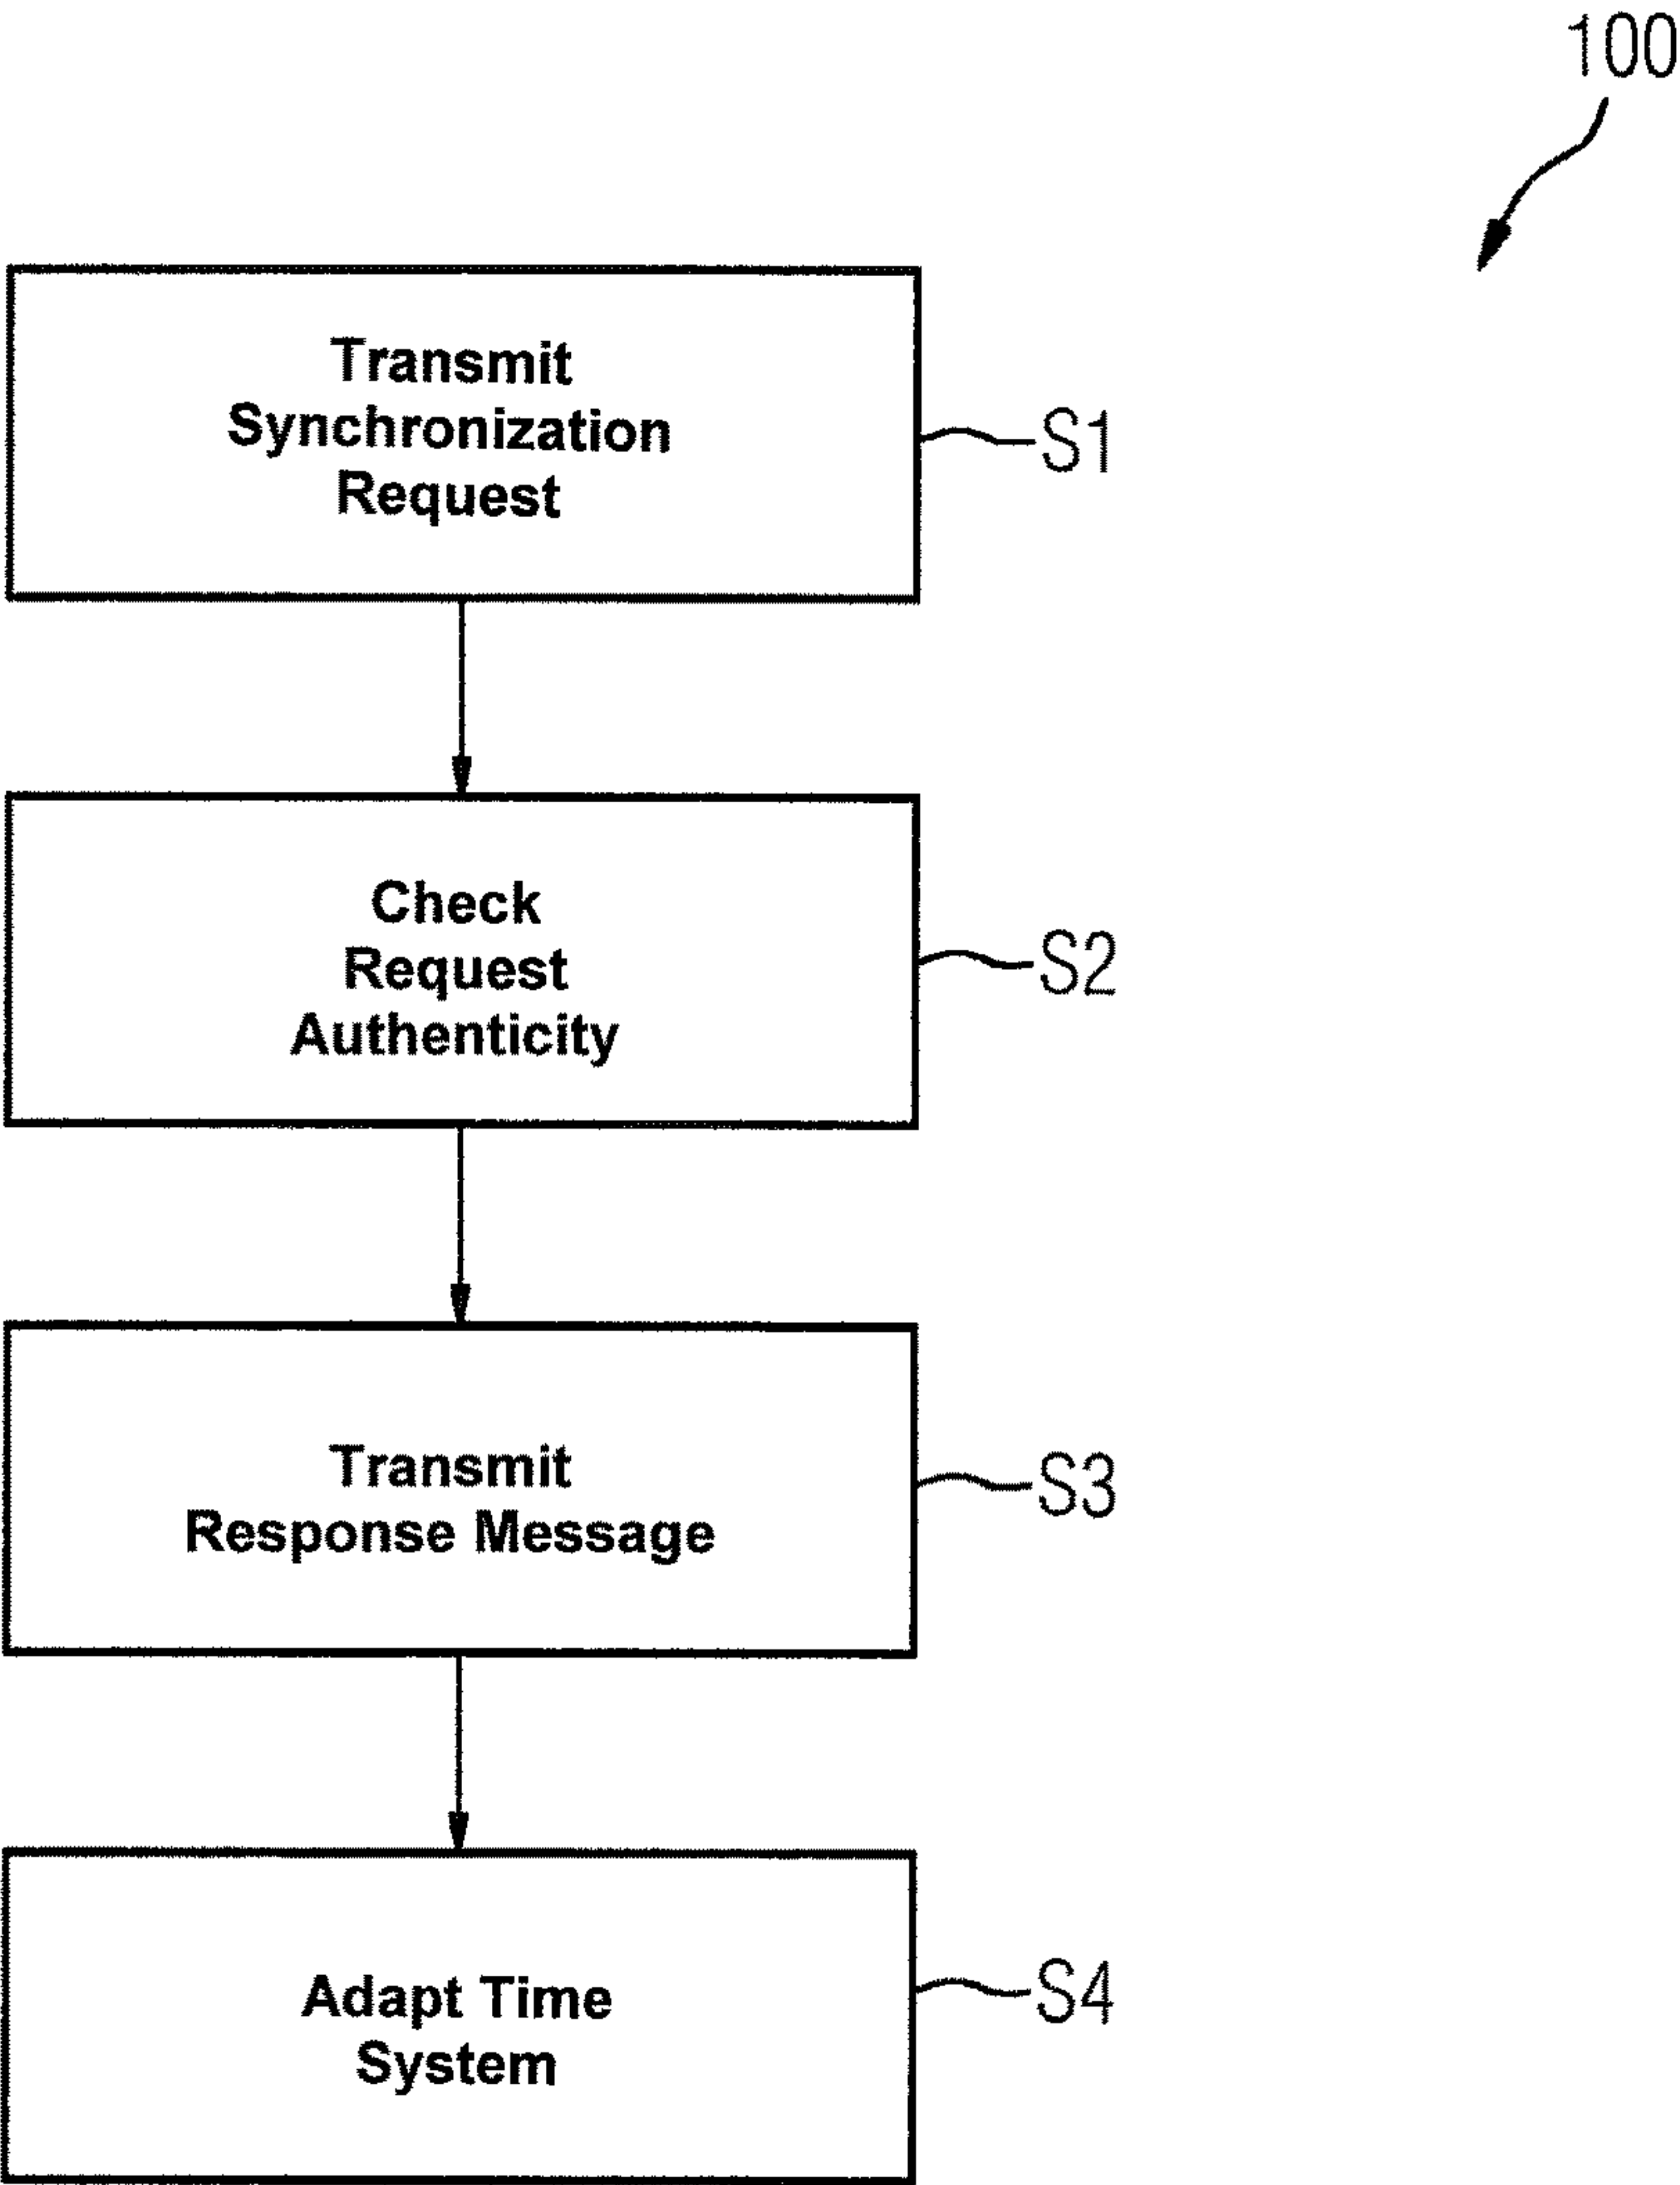 100
Transmit
Synchronization
Request
S1
Check
Request
Authenticity
S2
Transmit
Response Message
S3
Adapt Time
System
S4